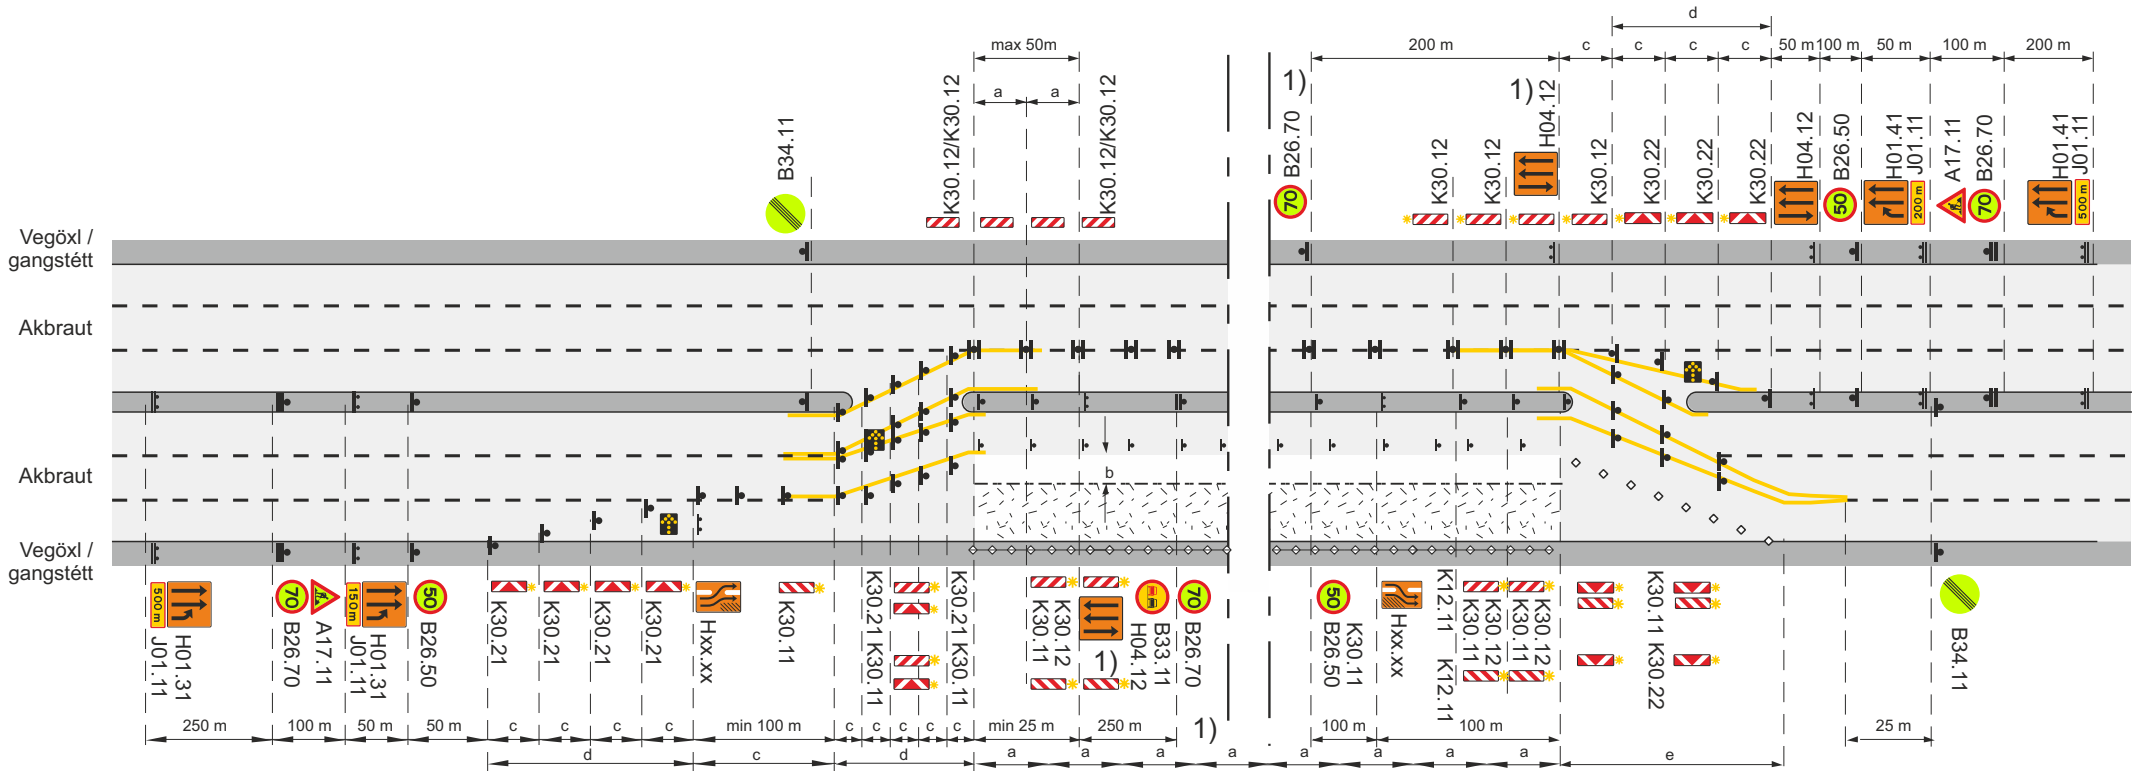 d
max 50m
200 m
c
c
c
c
50 m
100 m
50 m
100 m
200 m
a
a
1)
1)
B34.11
K30.12/K30.12
K30.12/K30.12
B26.70
70
K30.12
K30.12
H04.12
K30.12
K30.22
K30.22
K30.22
H04.12
B26.50
50
H01.41
J01.11
200 m
A17.11
B26.70
70
H01.41
J01.11
500 m
Vegöxl /
gangstétt
Akbraut
Akbraut
b
Vegöxl /
gangstétt
500 m
J01.11
H01.31
70
B26.70
A17.11
150m
J01.11
H01.31
50
B26.50
K30.21
K30.21
K30.21
K30.21
Hxx.xx
K30.11
K30.21 K30.11
K30.21 K30.11
K30.11
K30.12
1)
H04.12
B33.11
70
B26.70
50
B26.50
K30.11
Hxx.xx
K12.11
K12.11
K30.11
K30.12
K30.11
K30.12
K30.11 K30.22
B34.11
1)
250 m
100 m
50 m
50 m
c
c
c
c
min 100 m
c
c
c
c
c
min 25 m
250 m
100 m
100 m
25 m
d
c
d
a
a
a
a
a
a
a
a
e